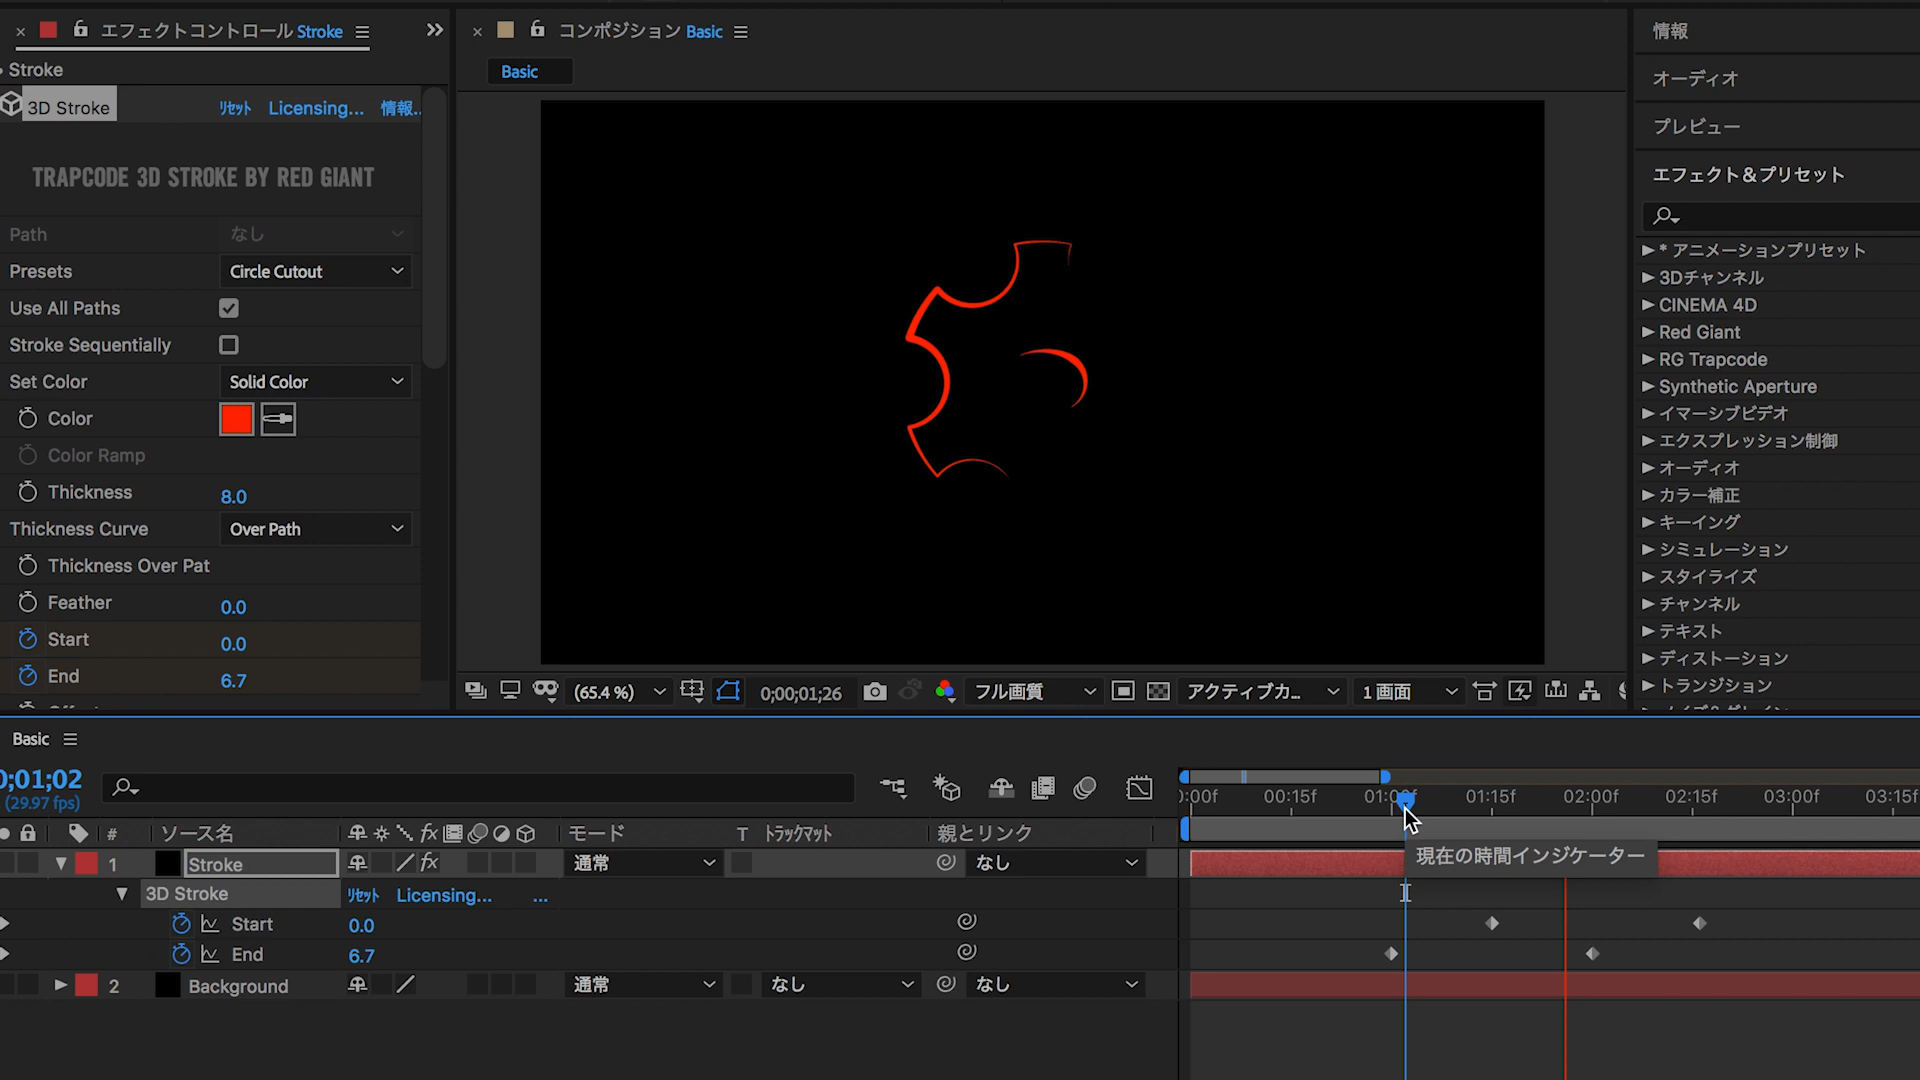 エフェクトコントロール Stroke
Stroke
3D Stroke
リセット Licensing... 情報..
TRAPCODE 3D STROKE BY RED GIANT
Path なし
Presets Circle Cutout
Use All Paths
Stroke Sequentially
Set Color Solid Color
Color
Color Ramp
Thickness 8.0
Thickness Curve Over Path
Thickness Over Pat
Feather 0.0
Start 0.0
End 6.7
コンポジション Basic
Basic
(65.4 %) 0;00;01;26 フル画質 アクティブカ... 1 画面
情報
オーディオ
プレビュー
エフェクト＆プリセット
* アニメーションプリセット
3Dチャンネル
CINEMA 4D
Red Giant
RG Trapcode
Synthetic Aperture
イマーシブビデオ
エクスプレッション制御
オーディオ
カラー補正
キーイング
シミュレーション
スタイライズ
チャンネル
テキスト
ディストーション
トランジション
Basic
0;01;02
(29.97 fps)
# ソース名 fx モード T トラックマット 親とリンク
1 Stroke fx 通常 なし
3D Stroke リセット Licensing... ...
Start 0.0
End 6.7
2 Background 通常 なし なし
):00f 00:15f 01:00f 01:15f 02:00f 02:15f 03:00f 03:15f
現在の時間インジケーター